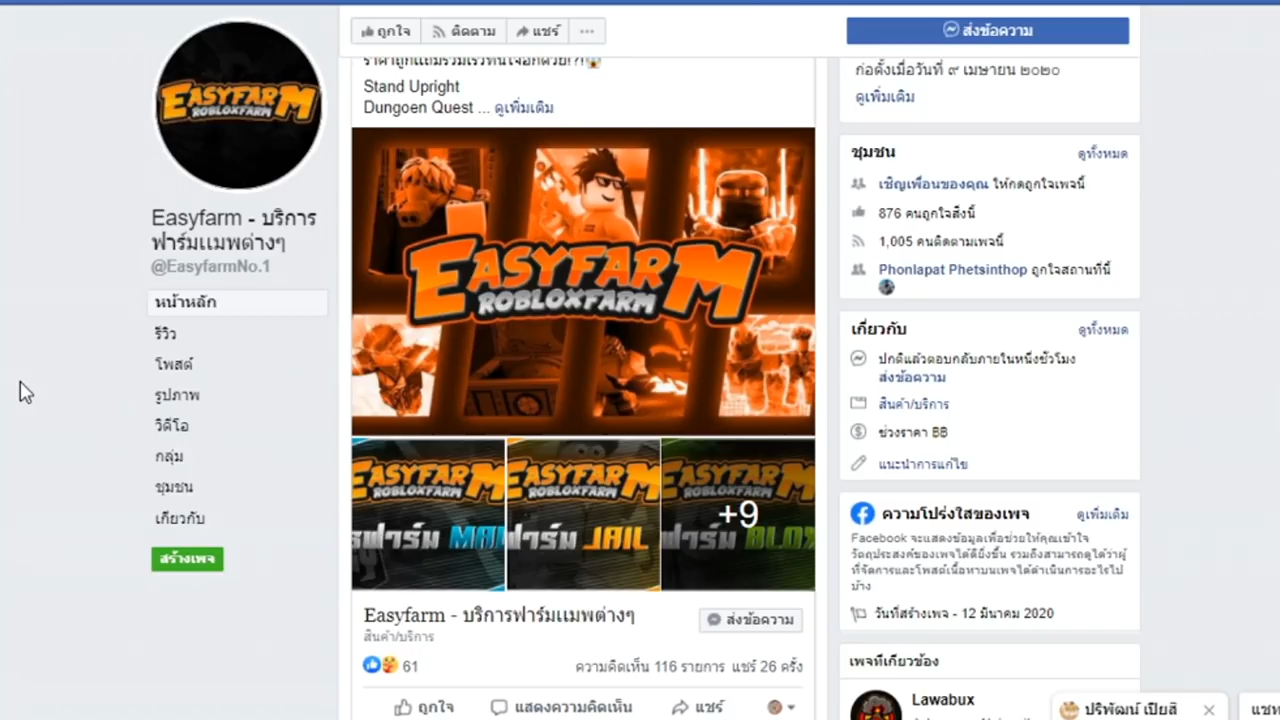 ถูกใจ
ติดตาม
แชร์
ส่งข้อความ
EASYFARM
ROBLOXFARM
Easyfarm - บริการ
ฟาร์มแมพต่างๆ
@EasyfarmNo.1
หน้าหลัก
รีวิว
โพสต์
รูปภาพ
วิดีโอ
กลุ่ม
ชุมชน
เกี่ยวกับ
สร้างเพจ
Stand Upright
Dungoen Quest ... ดูเพิ่มเติม
EASYFARM
ROBLOXFARM
EASYFARM
ROBLOXFARM
ฟาร์ม
EASYFARM
ROBLOXFARM
ฟาร์ม JAIL
EASYFARM
ROBLOXFARM
ฟาร์ม BLOX
+9
Easyfarm - บริการฟาร์มแมพต่างๆ
สินค้า/บริการ
ส่งข้อความ
61
ความคิดเห็น 116 รายการ แชร์ 26 ครั้ง
ถูกใจ
แสดงความคิดเห็น
แชร์
ก่อตั้งเมื่อวันที่ ๙ เมษายน ๒๐๒๐
ดูเพิ่มเติม
ชุมชน
ดูทั้งหมด
เชิญเพื่อนของคุณ ให้กดถูกใจเพจนี้
876 คนถูกใจสิ่งนี้
1,005 คนติดตามเพจนี้
Phonlapat Phetsinthop ถูกใจสถานที่นี้
เกี่ยวกับ
ดูทั้งหมด
ปกติแล้วตอบกลับภายในหนึ่งชั่วโมง
ส่งข้อความ
สินค้า/บริการ
ช่วงราคา ฿฿
แนะนำการแก้ไข
ความโปร่งใสของเพจ
ดูเพิ่มเติม
Facebook จะแสดงข้อมูลเพื่อช่วยให้คุณเข้าใจ
วัตถุประสงค์ของเพจได้ดียิ่งขึ้น รวมถึงสามารถดูได้ว่าผู้
ที่จัดการและโพสต์เนื้อหาบนเพจได้ดำเนินการอะไรไป
บ้าง
วันที่สร้างเพจ - 12 มีนาคม 2020
เพจที่เกี่ยวข้อง
Lawabux